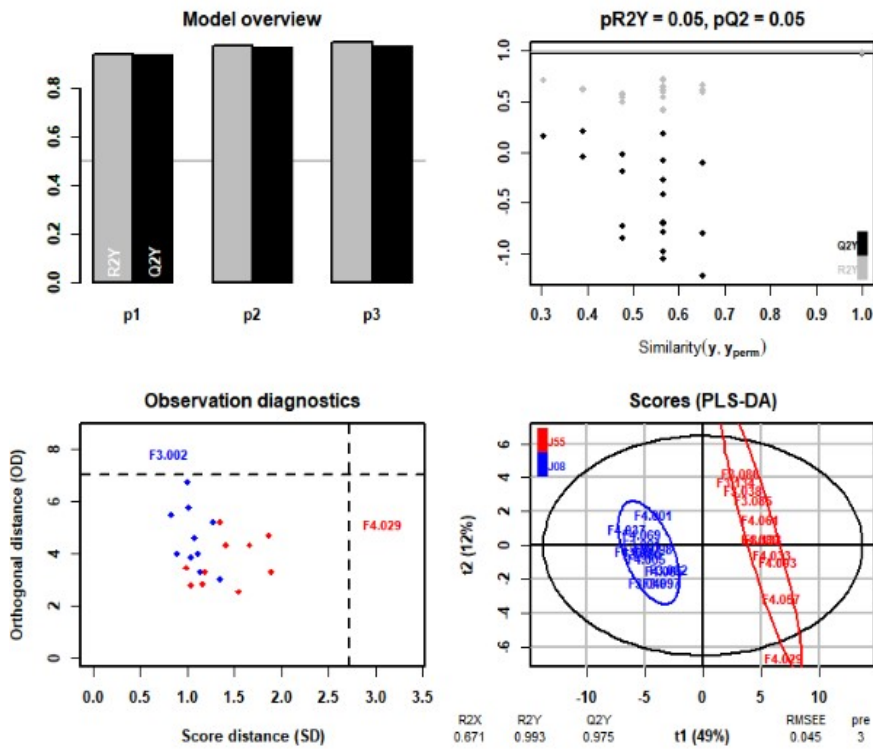 Model overview
0.8
0.6
0.4
0.2
0.0
R2Y
Q2Y
p1
p2
p3
pR2Y = 0.05, pQ2 = 0.05
1.0
0.5
0.0
-0.5
-1.0
Q2Y
R2Y
0.3 0.4 0.5 0.6 0.7 0.8 0.9 1.0
Similarity(y, yperm)
Observation diagnostics
Orthogonal distance (OD)
8
6
4
2
0
F3.002
F4.029
0.0 0.5 1.0 1.5 2.0 2.5 3.0 3.5
Score distance (SD)
Scores (PLS-DA)
J55
J08
t2 (12%)
6
4
2
0
-2
-4
-6
F3.038
F4.061
F4.001
F4.069
F4.033
F4.057
F4.029
-10 -5 0 5 10
t1 (49%)
R2X R2Y Q2Y RMSEE pre
0.671 0.993 0.975 0.045 3